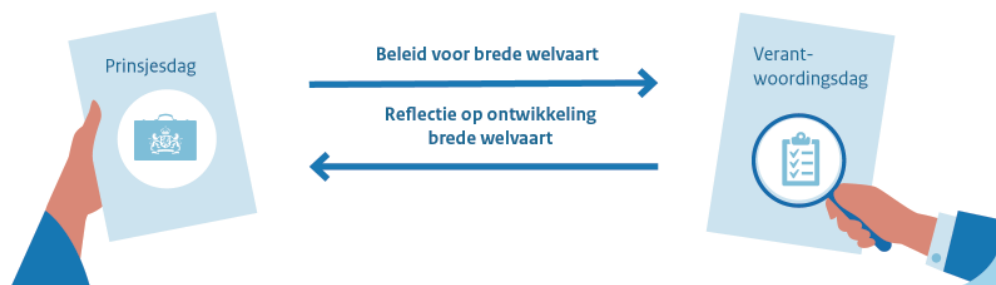 Prinsjesdag
Beleid voor brede welvaart
Reflectie op ontwikkeling
brede welvaart
Verant-
woordingsdag